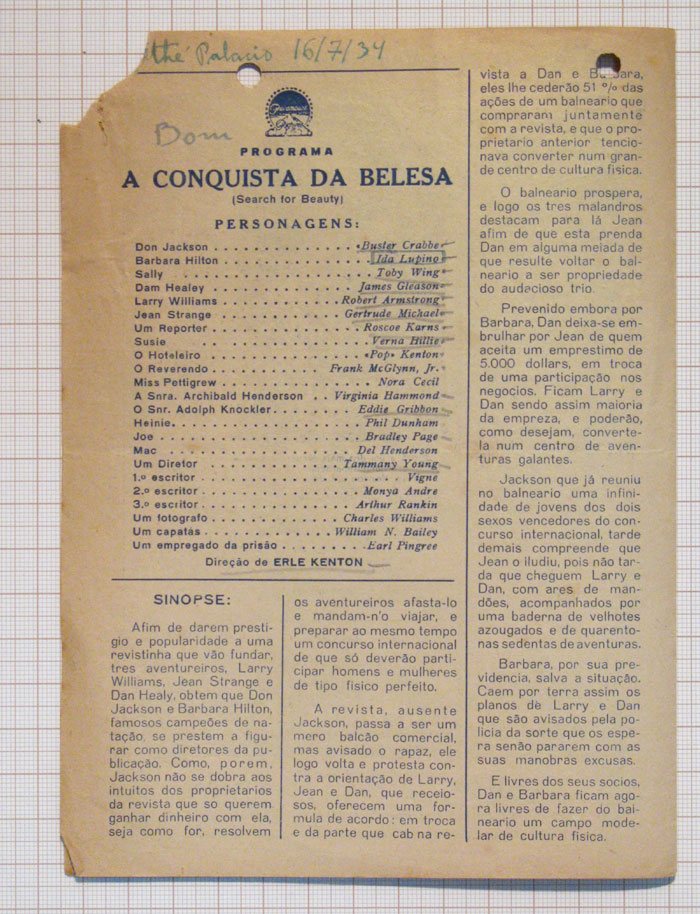 thé Palacio 16/7/34
Paramount
Bom
PROGRAMA
A CONQUISTA DA BELESA
(Search for Beauty)
PERSONAGENS:
Don Jackson . . . . . . . . . . . . . . . «Buster Crabbe»
Barbara Hilton . . . . . . . . . . . . . . . Ida Lupino
Sally . . . . . . . . . . . . . . . Toby Wing
Dam Healey . . . . . . . . . . . . . . . James Gleason
Larry Williams . . . . . . . . . . . . . Robert Armstrong
Jean Strange . . . . . . . . . . . . . Gertrude Michael
Um Reporter . . . . . . . . . . . . . . . Roscoe Karns
Susie . . . . . . . . . . . . . . . Verna Hillie
O Hoteleiro . . . . . . . . . . . . . . . «Pop» Kenton
O Reverendo . . . . . . . . . . . . Frank McGlynn, Jr.
Miss Pettigrew . . . . . . . . . . . . . . . Nora Cecil
A Snra. Archibald Henderson . . Virginia Hammond
O Snr. Adolph Knockler . . . . . . . . Eddie Gribbon
Heinie. . . . . . . . . . . . . . . Phil Dunham
Joe . . . . . . . . . . . . . . . Bradley Page
Mac . . . . . . . . . . . . . . . Del Henderson
Um Diretor . . . . . . . . . . . . . Tammany Young
1.º escritor . . . . . . . . . . . . . . . Vigné
2.º escritor . . . . . . . . . . . . . . . Monya Andre
3.º escritor . . . . . . . . . . . . . . . Arthur Rankin
Um fotografo . . . . . . . . . . . . Charles Williams
Um capatás . . . . . . . . . . . . William N. Bailey
Um empregado da prisão . . . . . . . . . Earl Pingree
Direção de ERLE KENTON
SINOPSE:
Afim de darem presti-
gio e popularidade a uma
revistinha que vão fundar,
tres aventureiros, Larry
Williams, Jean Strange e
Dan Healy, obtem que Don
Jackson e Barbara Hilton,
famosos campeões de na-
tação, se prestem a figu-
rar como diretores da pu-
blicação. Como, porem,
Jackson não se dobra aos
intuitos dos proprietarios
da revista que so querem
ganhar dinheiro com ela,
seja como for, resolvem
os aventureiros afasta-lo
e mandam-n'o viajar, e
preparar ao mesmo tempo
um concurso internacional
de que só deverão parti-
cipar homens e mulheres
de tipo fisico perfeito.
A revista, ausente
Jackson, passa a ser um
mero balcão comercial,
mas avisado o rapaz, ele
logo volta e protesta con-
tra a orientação de Larry,
Jean e Dan, que receio-
sos, oferecem uma for-
mula de acordo: em troca
e da parte que cab na re-
vista a Dan e Barbara,
eles lhe cederão 51 % das
ações de um balneario que
compraram juntamente
com a revista, e que o pro-
prietario anterior tencio-
nava converter num gran-
de centro de cultura fisica.
O balneario prospera,
e logo os tres malandros
destacam para lá Jean
afim de que esta prenda
Dan em alguma meiada de
que resulte voltar o bal-
neario a ser propriedade
do audacioso trio.
Prevenido embora por
Barbara, Dan deixa-se em-
brulhar por Jean de quem
aceita um emprestimo de
5.000 dollars, em troca
de uma participação nos
negocios. Ficam Larry e
Dan sendo assim maioria
da empreza, e poderão,
como desejam, converte-
la num centro de aven-
turas galantes.
Jackson que já reuniu
no balneario uma infini-
dade de jovens dos dois
sexos vencedores do con-
curso internacional, tarde
demais compreende que
Jean o iludiu, pois não tar-
da que cheguem Larry e
Dan, com ares de man-
dões, acompanhados por
uma baderna de velhotes
azougados e de quarento-
nas sedentas de aventuras.
Barbara, por sua pre-
videncia, salva a situação.
Caem por terra assim os
planos de Larry e Dan
que são avisados pela po-
licia da sorte que os espe-
ra senão pararem com as
suas manobras excusas.
E livres dos seus socios,
Dan e Barbara ficam ago-
ra livres de fazer do bal-
neario um campo mode-
lar de cultura fisica.